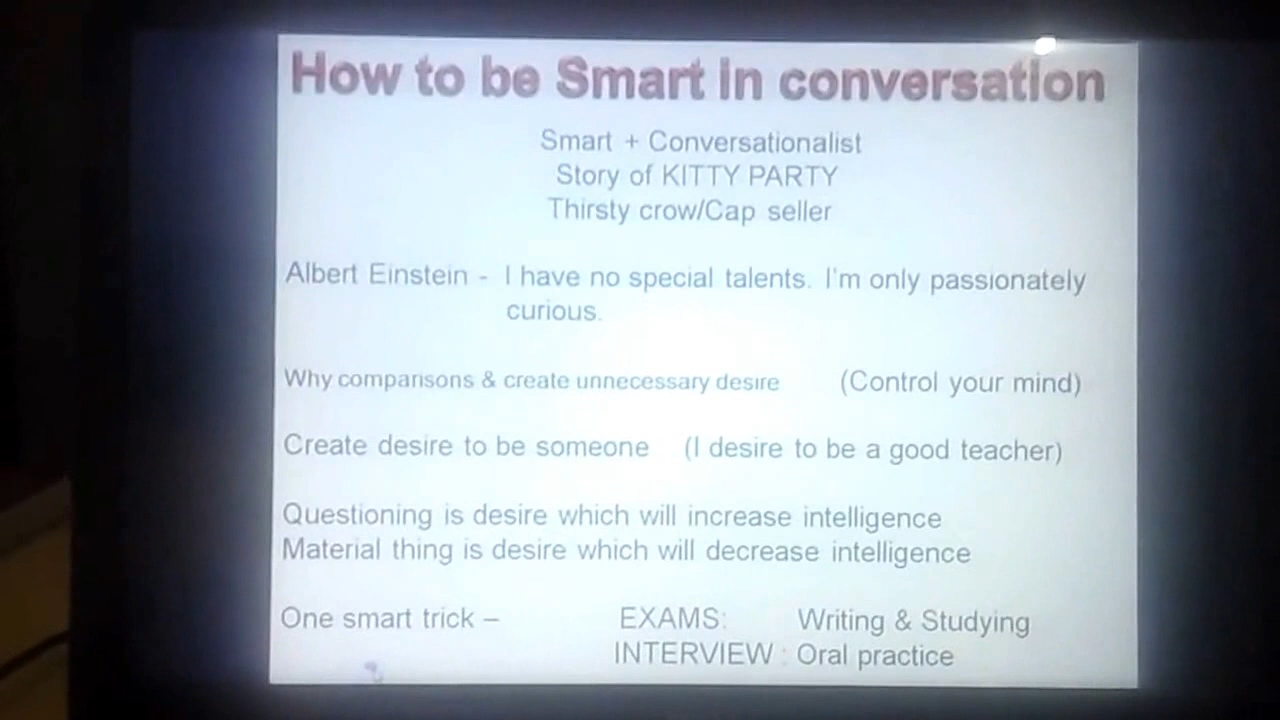 How to be Smart in conversation
Smart + Conversationalist
Story of KITTY PARTY
Thirsty crow/Cap seller
Albert Einstein - I have no special talents. I'm only passionately
curious.
Why comparisons & create unnecessary desire (Control your mind)
Create desire to be someone (I desire to be a good teacher)
Questioning is desire which will increase intelligence
Material thing is desire which will decrease intelligence
One smart trick – EXAMS: Writing & Studying
INTERVIEW : Oral practice